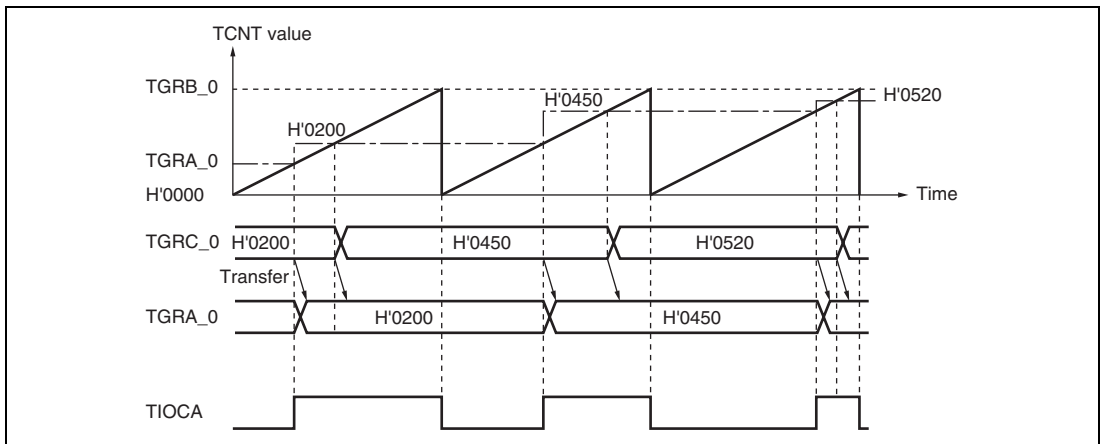 TCNT value
TGRB_0
H'0450
H'0520
H'0200
TGRA_0
H'0000
Time
TGRC_0 H'0200 H'0450 H'0520
Transfer
TGRA_0 H'0200 H'0450
TIOCA